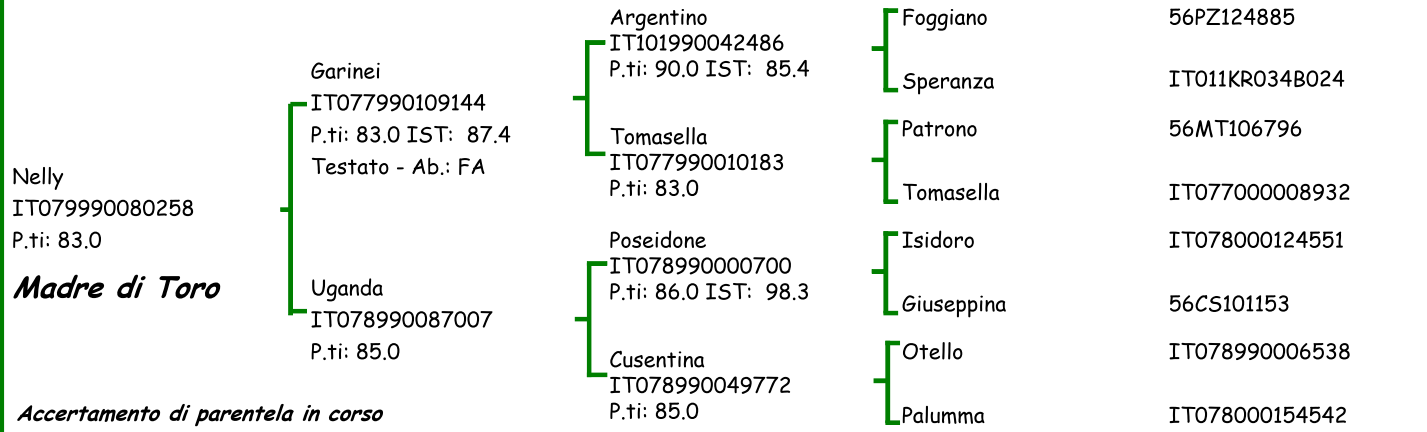 Nelly
IT079990080258
P.ti: 83.0
Madre di Toro
Accertamento di parentela in corso
Garinei
IT077990109144
P.ti: 83.0 IST: 87.4
Testato - Ab.: FA
Uganda
IT078990087007
P.ti: 85.0
Argentino
IT101990042486
P.ti: 90.0 IST: 85.4
Tomasella
IT077990010183
P.ti: 83.0
Poseidone
IT078990000700
P.ti: 86.0 IST: 98.3
Cusentina
IT078990049772
P.ti: 85.0
Foggiano 56PZ124885
Speranza IT011KR034B024
Patrono 56MT106796
Tomasella IT077000008932
Isidoro IT078000124551
Giuseppina 56CS101153
Otello IT078990006538
Palumma IT078000154542